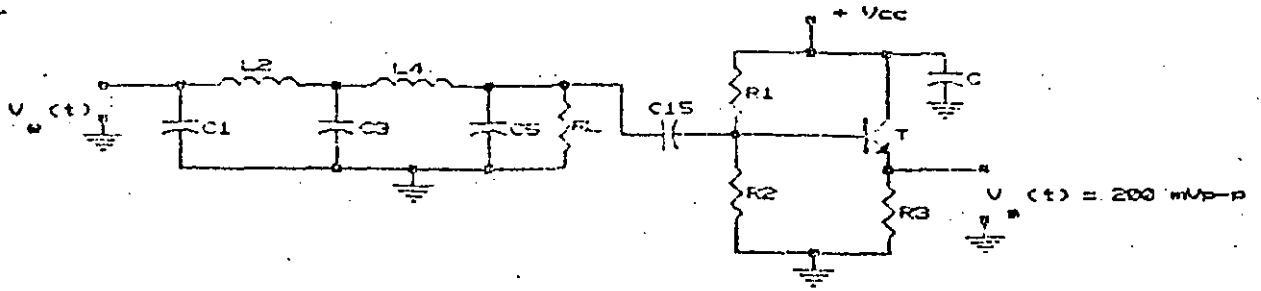 + Vcc
L2
L4
C
R1
C15
V (t)
C1
C3
C5
RL
T
R2
R3
V (t) = 200 mVp-p
m